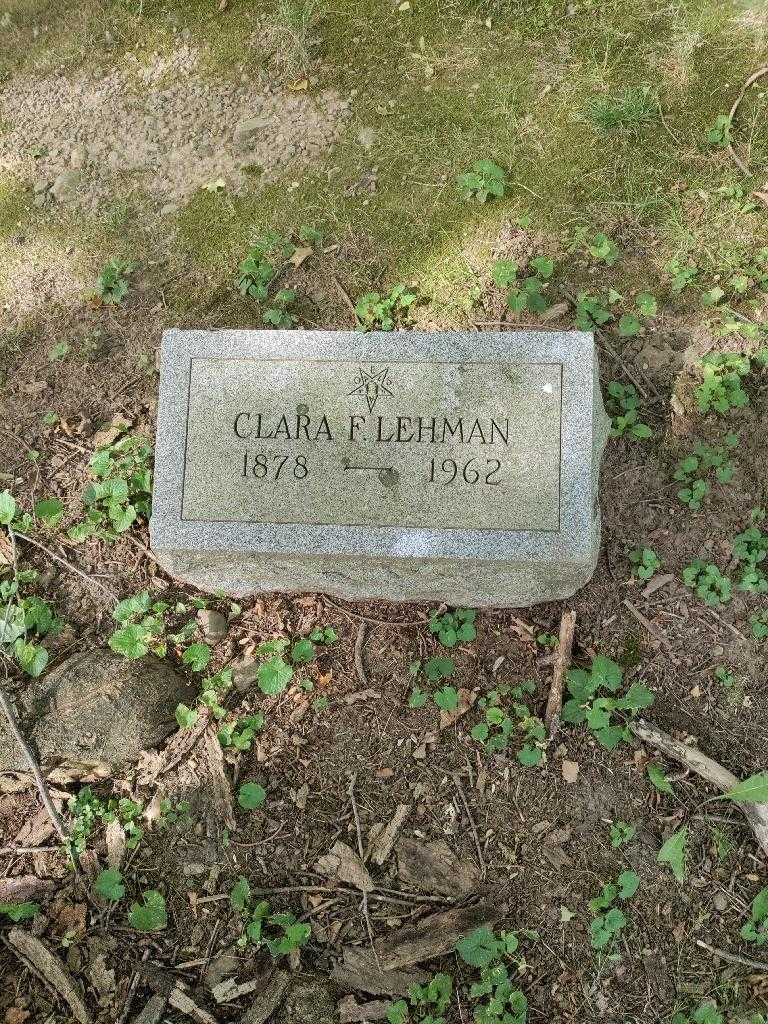 CLARA F. LEHMAN
1878 — 1962